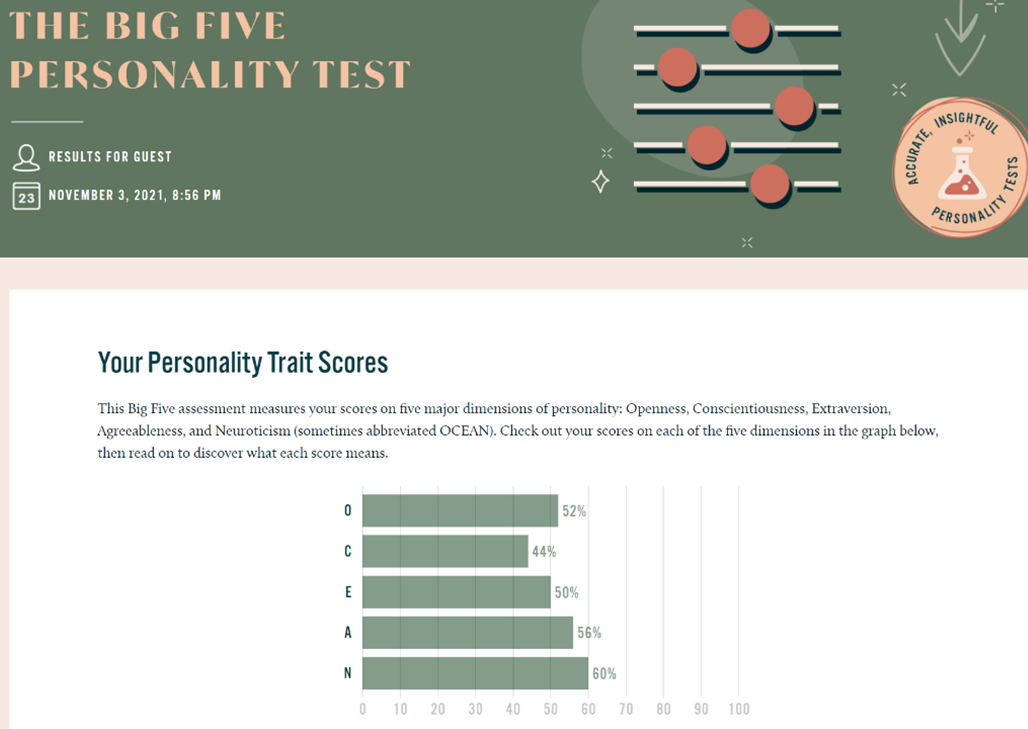 THE BIG FIVE
PERSONALITY TEST
RESULTS FOR GUEST
23 NOVEMBER 3, 2021, 8:56 PM
ACCURATE, INSIGHTFUL
PERSONALITY TESTS
Your Personality Trait Scores
This Big Five assessment measures your scores on five major dimensions of personality: Openness, Conscientiousness, Extraversion,
Agreeableness, and Neuroticism (sometimes abbreviated OCEAN). Check out your scores on each of the five dimensions in the graph below,
then read on to discover what each score means.
O 52%
C 44%
E 50%
A 56%
N 60%
0 10 20 30 40 50 60 70 80 90 100